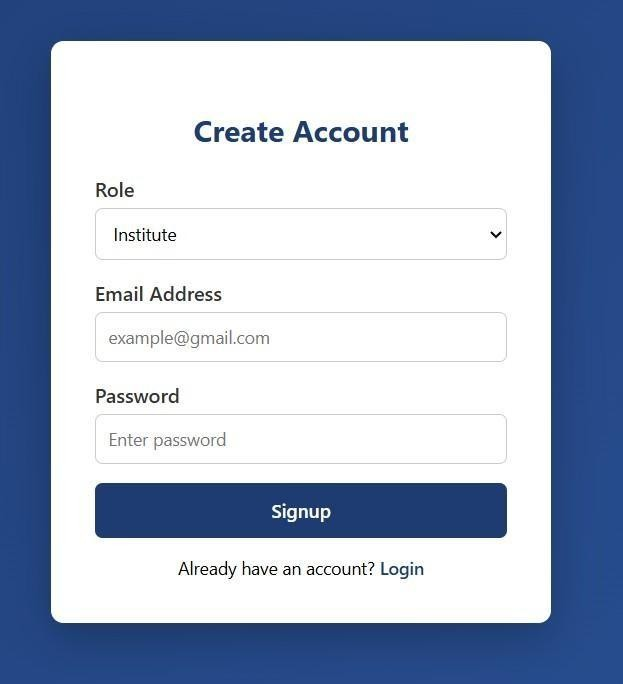 Create Account
Role
Institute
Email Address
example@gmail.com
Password
Enter password
Signup
Already have an account? Login